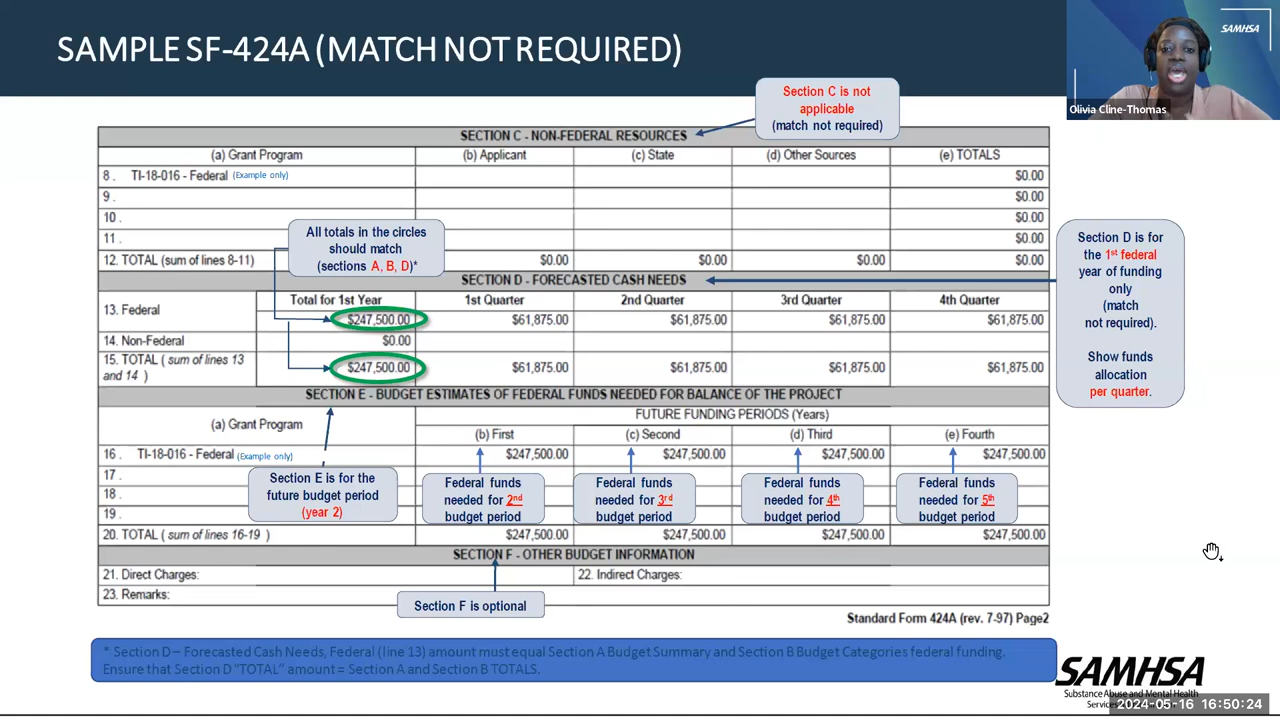 SAMPLE SF-424A (MATCH NOT REQUIRED)
SAMHSA
Olivia Cline-Thomas
Section C is not
applicable
(match not required)
SECTION C - NON-FEDERAL RESOURCES
(a) Grant Program (b) Applicant (c) State (d) Other Sources (e) TOTALS
8. TI-18-016 - Federal (Example only) $0.00
9. $0.00
10. $0.00
11. $0.00
12. TOTAL (sum of lines 8-11) $0.00 $0.00 $0.00 $0.00
All totals in the circles
should match
(sections A, B, D)*
SECTION D - FORECASTED CASH NEEDS
Total for 1st Year 1st Quarter 2nd Quarter 3rd Quarter 4th Quarter
13. Federal $247,500.00 $61,875.00 $61,875.00 $61,875.00 $61,875.00
14. Non-Federal $0.00
15. TOTAL ( sum of lines 13
and 14 ) $247,500.00 $61,875.00 $61,875.00 $61,875.00 $61,875.00
Section D is for
the 1st federal
year of funding
only
(match
not required).
Show funds
allocation
per quarter.
SECTION E - BUDGET ESTIMATES OF FEDERAL FUNDS NEEDED FOR BALANCE OF THE PROJECT
(a) Grant Program FUTURE FUNDING PERIODS (Years)
(b) First (c) Second (d) Third (e) Fourth
16. TI-18-016 - Federal (Example only) $247,500.00 $247,500.00 $247,500.00 $247,500.00
17.
18.
19.
Section E is for the
future budget period
(year 2)
Federal funds
needed for 2nd
budget period
Federal funds
needed for 3rd
budget period
Federal funds
needed for 4th
budget period
Federal funds
needed for 5th
budget period
20. TOTAL ( sum of lines 16-19 ) $247,500.00 $247,500.00 $247,500.00 $247,500.00
SECTION F - OTHER BUDGET INFORMATION
21. Direct Charges: 22. Indirect Charges:
23. Remarks:
Section F is optional
Standard Form 424A (rev. 7-97) Page2
* Section D – Forecasted Cash Needs, Federal (line 13) amount must equal Section A Budget Summary and Section B Budget Categories federal funding.
Ensure that Section D "TOTAL" amount = Section A and Section B TOTALS.
SAMHSA
Substance Abuse and Mental Health
Services
2024-05-16 16:50:24